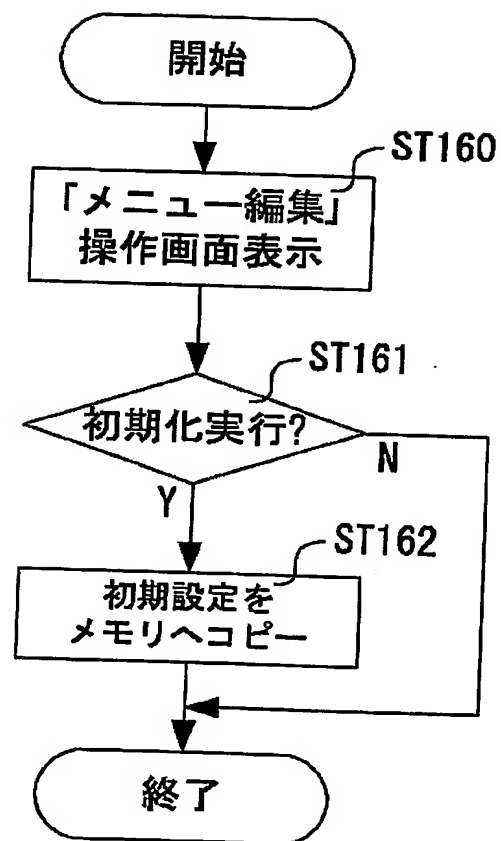 開始
ST160
「メニュー編集」
操作画面表示
ST161
初期化実行?
N
Y
ST162
初期設定を
メモリへコピー
終了